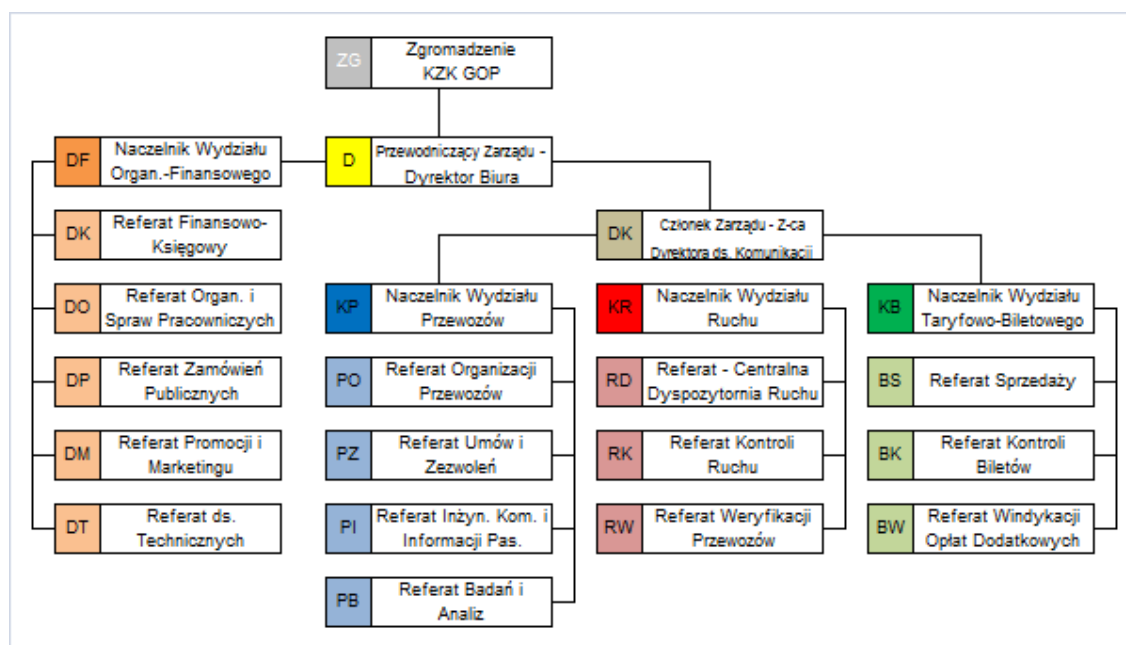 ZG
Zgromadzenie
KZK GOP
DF
Naczelnik Wydziału
Organ.-Finansowego
D
Przewodniczący Zarządu -
Dyrektor Biura
DK
Referat Finansowo-
Księgowy
DK
Członek Zarządu - Z-ca
Dyrektora ds. Komunikacji
DO
Referat Organ. i
Spraw Pracowniczych
KP
Naczelnik Wydziału
Przewozów
KR
Naczelnik Wydziału
Ruchu
KB
Naczelnik Wydziału
Taryfowo-Biletowego
DP
Referat Zamówień
Publicznych
PO
Referat Organizacji
Przewozów
RD
Referat - Centralna
Dyspozytornia Ruchu
BS
Referat Sprzedaży
DM
Referat Promocji i
Marketingu
PZ
Referat Umów i
Zezwoleń
RK
Referat Kontroli
Ruchu
BK
Referat Kontroli
Biletów
DT
Referat ds.
Technicznych
PI
Referat Inżyn. Kom. i
Informacji Pas.
RW
Referat Weryfikacji
Przewozów
BW
Referat Windykacji
Opłat Dodatkowych
PB
Referat Badań i
Analiz